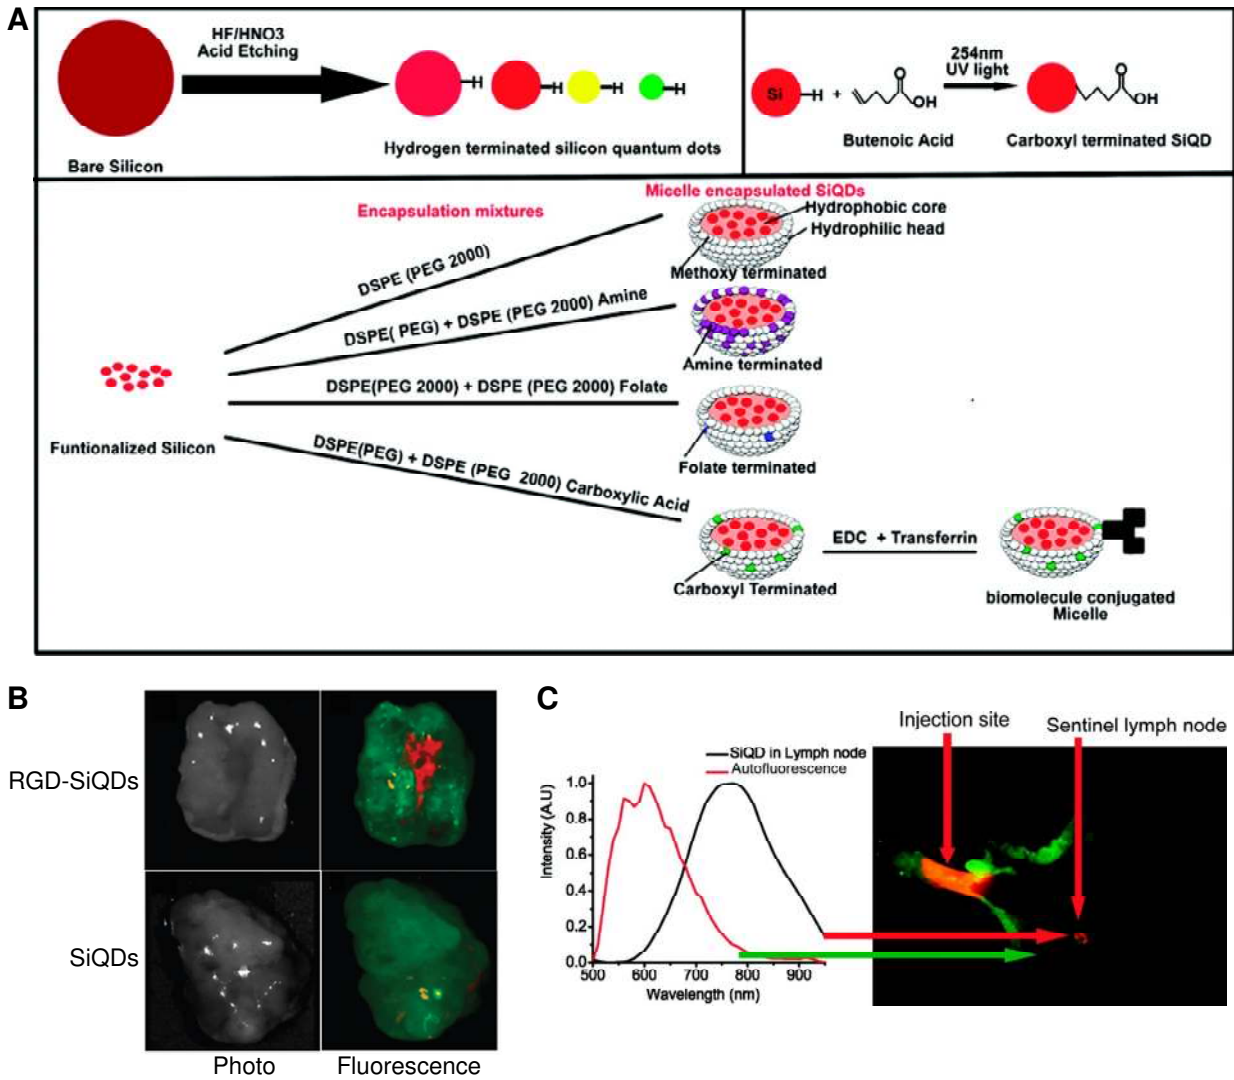 A
HF/HNO3
Acid Etching
H
H
H
H
Bare Silicon
Hydrogen terminated silicon quantum dots
254nm
UV light
Si
H
+
O
OH
O
OH
Butenoic Acid
Carboxyl terminated SiQD
Encapsulation mixtures
Micelle encapsulated SiQDs
Hydrophobic core
Hydrophilic head
DSPE (PEG 2000)
Methoxy terminated
DSPE( PEG) + DSPE (PEG 2000) Amine
Amine terminated
DSPE(PEG 2000) + DSPE (PEG 2000) Folate
Folate terminated
Funtionalized Silicon
DSPE(PEG) + DSPE (PEG 2000) Carboxylic Acid
Carboxyl Terminated
EDC + Transferrin
biomolecule conjugated
Micelle
B
RGD-SiQDs
SiQDs
Photo
Fluorescence
C
Injection site
Sentinel lymph node
SiQD in Lymph node
Autofluorescence
Intensity (A.U)
1.0
0.8
0.6
0.4
0.2
0.0
500
600
700
800
900
Wavelength (nm)